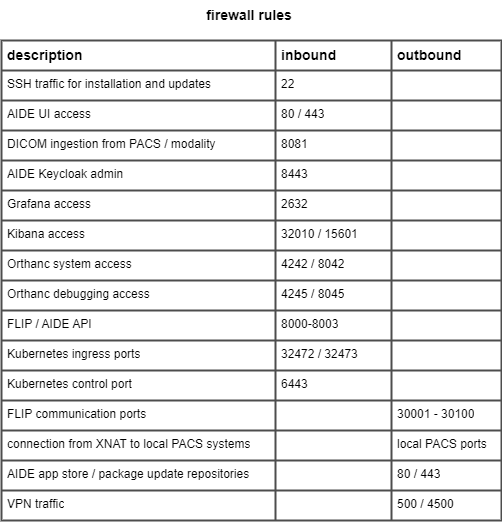 firewall rules
description inbound outbound
SSH traffic for installation and updates 22
AIDE UI access 80 / 443
DICOM ingestion from PACS / modality 8081
AIDE Keycloak admin 8443
Grafana access 2632
Kibana access 32010 / 15601
Orthanc system access 4242 / 8042
Orthanc debugging access 4245 / 8045
FLIP / AIDE API 8000-8003
Kubernetes ingress ports 32472 / 32473
Kubernetes control port 6443
FLIP communication ports 30001 - 30100
connection from XNAT to local PACS systems local PACS ports
AIDE app store / package update repositories 80 / 443
VPN traffic 500 / 4500